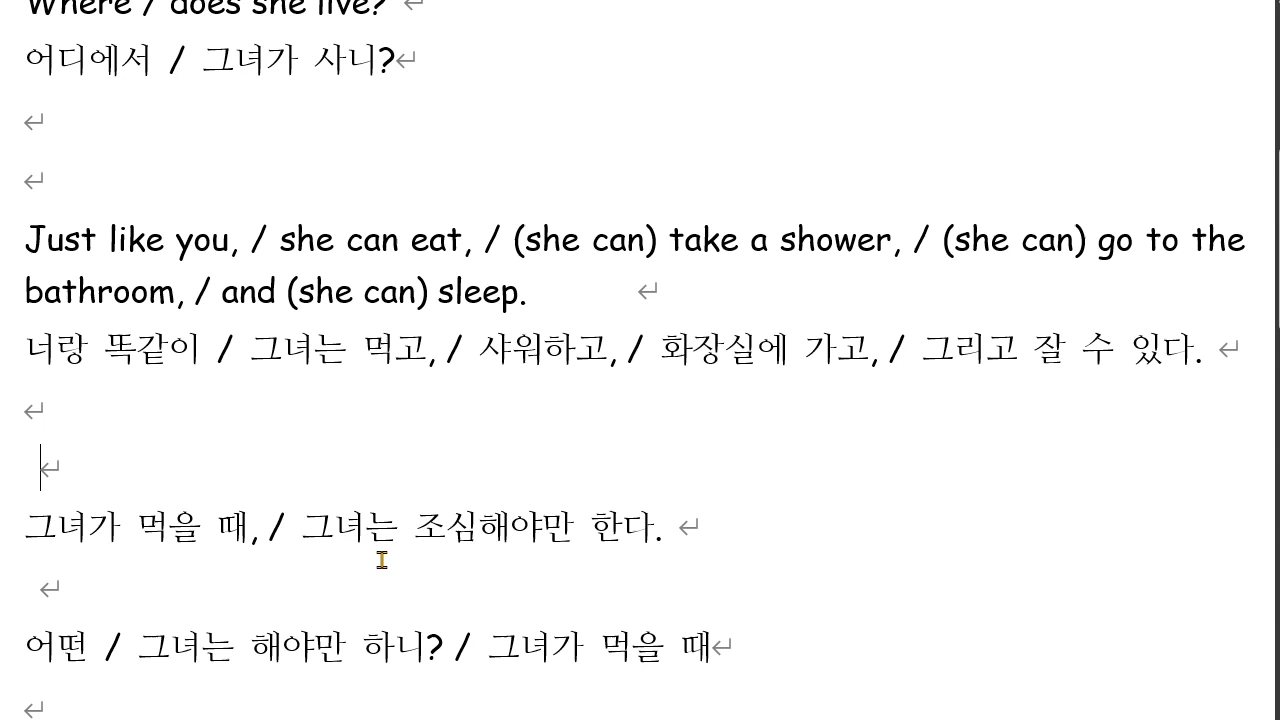 Where / does she live?
어디에서 / 그녀가 사니?
Just like you, / she can eat, / (she can) take a shower, / (she can) go to the
bathroom, / and (she can) sleep.
너랑 똑같이 / 그녀는 먹고, / 샤워하고, / 화장실에 가고, / 그리고 잘 수 있다.
그녀가 먹을 때, / 그녀는 조심해야만 한다.
어떤 / 그녀는 해야만 하니? / 그녀가 먹을 때